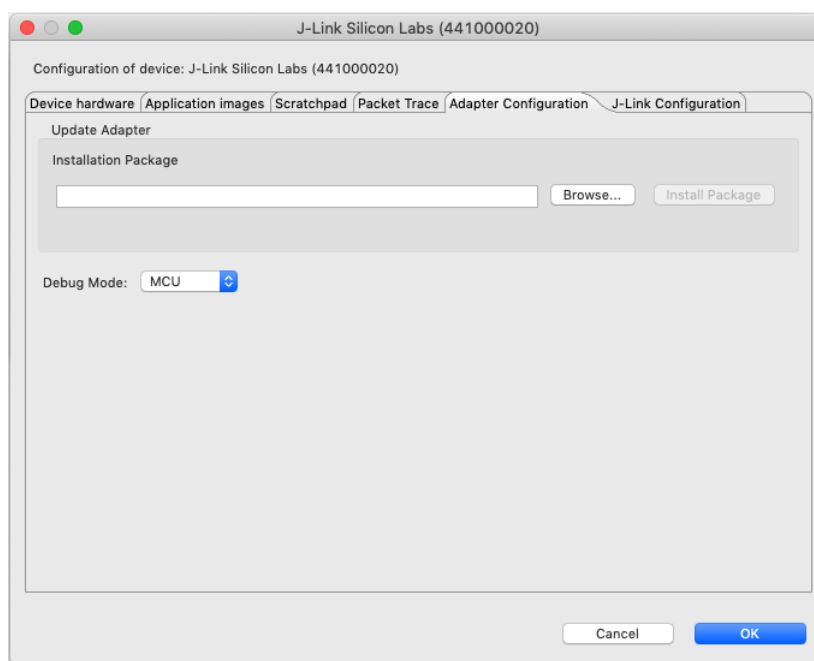 J-Link Silicon Labs (441000020)
Configuration of device: J-Link Silicon Labs (441000020)
Device hardware Application images Scratchpad Packet Trace Adapter Configuration J-Link Configuration
Update Adapter
Installation Package
Browse... Install Package
Debug Mode: MCU
Cancel OK